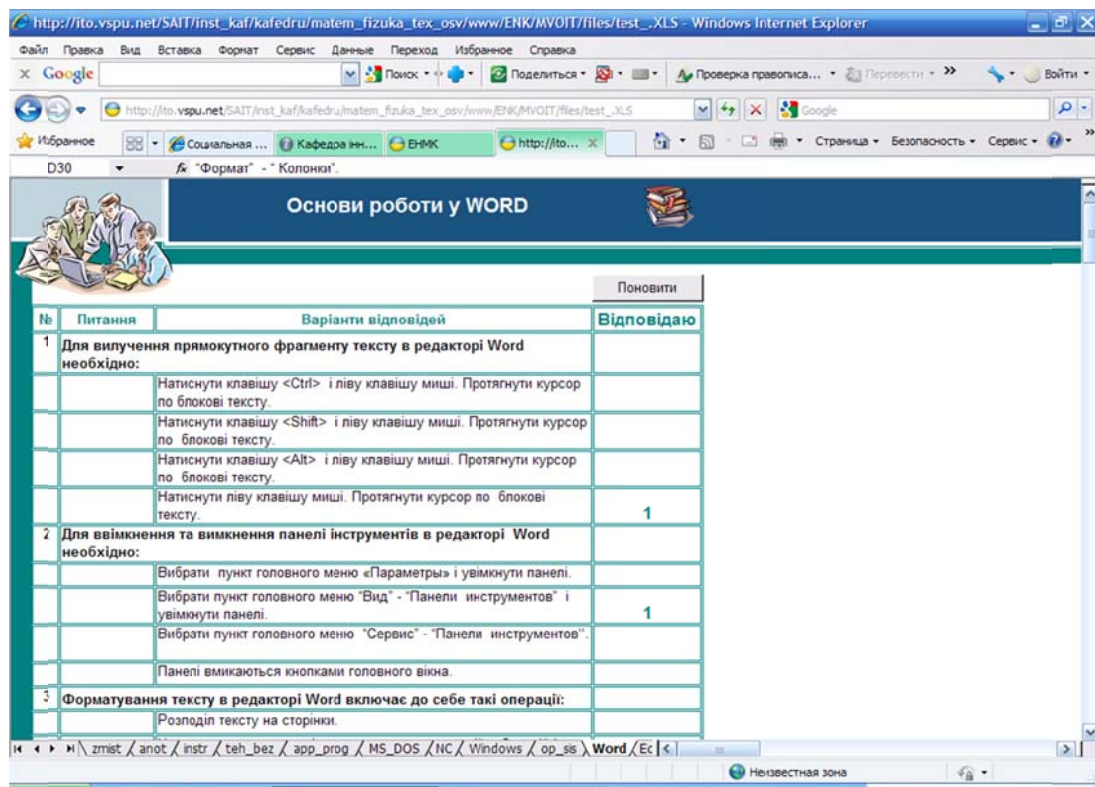 http://ito.vspu.net/SAIT/inst_kaf/kafedru/matem_fizuka_tex_osv/www/ENK/MVOIT/files/test_.XLS - Windows Internet Explorer
Файл Правка Вид Вставка Формат Сервис Данные Переход Избранное Справка
x Google Поиск Поделиться Проверка правописа... Перевести » Войти
http://ito.vspu.net/SAIT/inst_kaf/kafedru/matem_fizuka_tex_osv/www/ENK/MVOIT/files/test_.XLS Google
Избранное Социальная ... Кафедра інн... ЕНМК http://ito... x Страница Безопасность Сервис »
D30 fx "Формат" - " Колонки".
Основи роботи у WORD
Поновити
№ Питання Варіанти відповідей Відповідаю
1 Для вилучення прямокутного фрагменту тексту в редакторі Word
необхідно:
Натиснути клавішу <Ctrl> і ліву клавішу миші. Протягнути курсор
по блокові тексту.
Натиснути клавішу <Shift> і ліву клавішу миші. Протягнути курсор
по блокові тексту.
Натиснути клавішу <Alt> і ліву клавішу миші. Протягнути курсор
по блокові тексту.
Натиснути ліву клавішу миші. Протягнути курсор по блокові
тексту. 1
2 Для ввімкнення та вимкнення панелі інструментів в редакторі Word
необхідно:
Вибрати пункт головного меню «Параметры» і увімкнути панелі.
Вибрати пункт головного меню "Вид" - "Панели инструментов" і
увімкнути панелі. 1
Вибрати пункт головного меню "Сервис" - "Панели инструментов".
Панелі вмикаються кнопками головного вікна.
3 Форматування тексту в редакторі Word включає до себе такі операції:
Розподіл тексту на сторінки.
zmist / anot / instr / teh_bez / app_prog / MS_DOS / NC / Windows / op_sis \ Word / Ec
Неизвестная зона